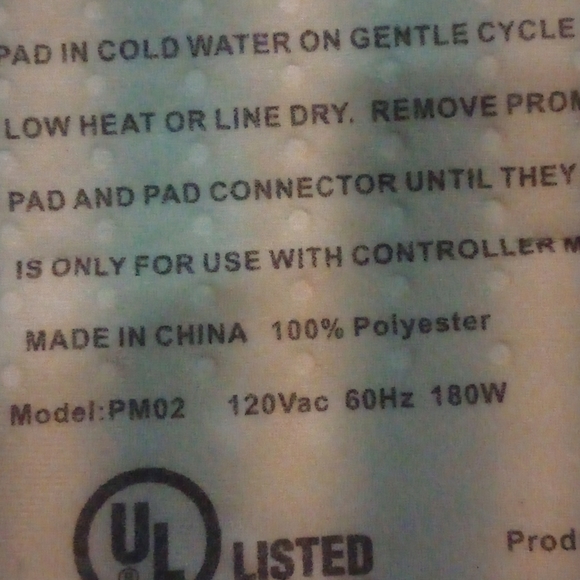 PAD IN COLD WATER ON GENTLE CYCLE
LOW HEAT OR LINE DRY. REMOVE
PAD AND PAD CONNECTOR UNTIL THEY
IS ONLY FOR USE WITH CONTROLLER
MADE IN CHINA 100% Polyester
Model:PM02 120Vac 60Hz 180W
UL
® LISTED
Prod